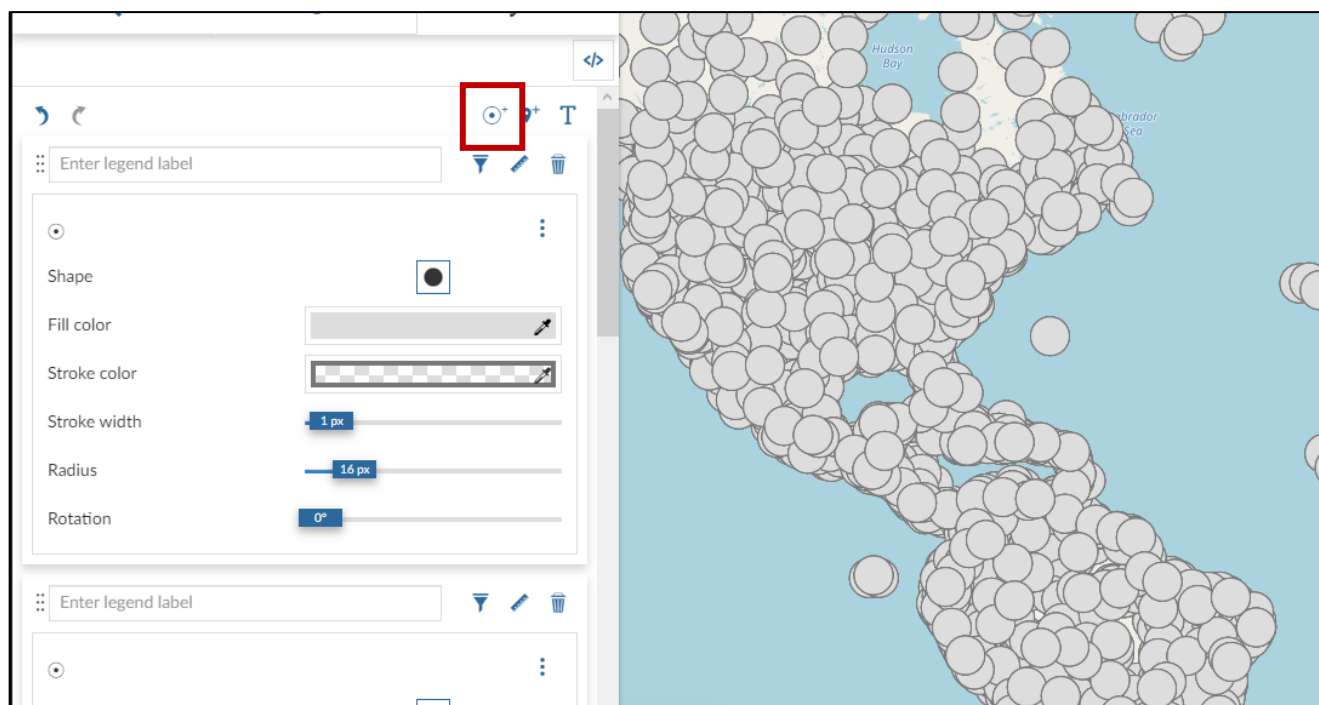 </>
T
Enter legend label
Shape
Fill color
Stroke color
Stroke width
1 px
Radius
16 px
Rotation
0°
Enter legend label
Hudson
Bay
brador
Sea